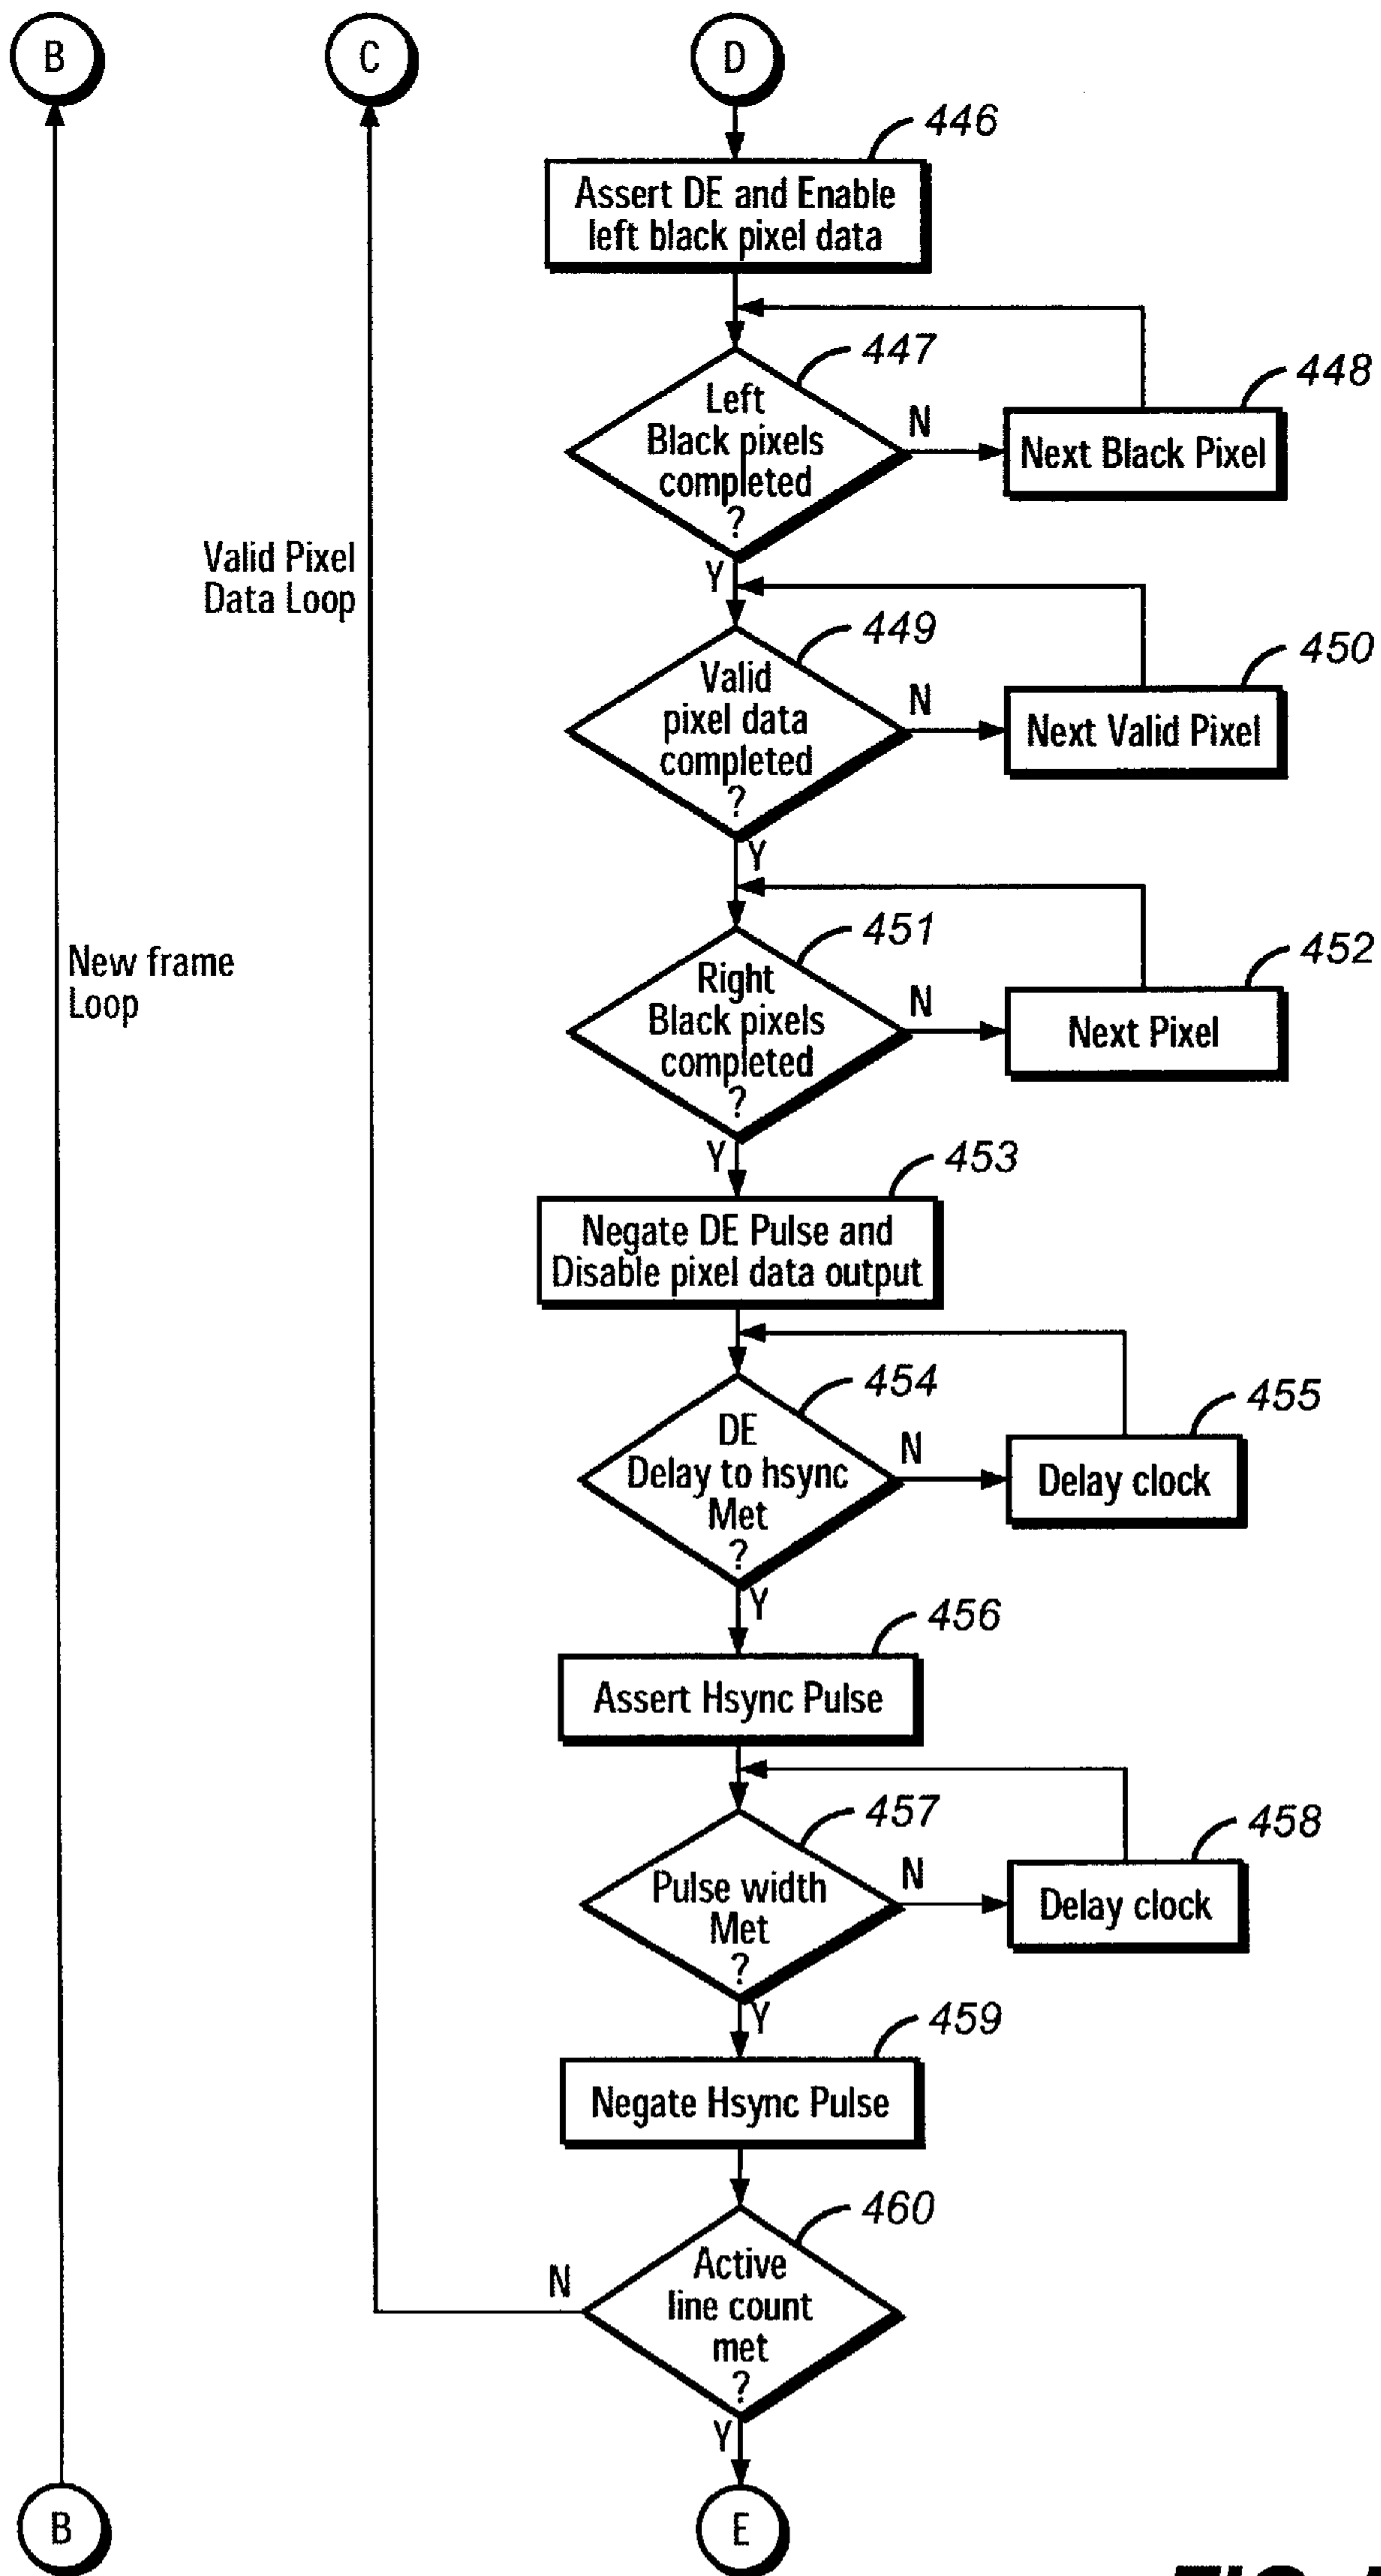 B
C
D
446
Assert DE and Enable
left black pixel data
447
Left
Black pixels
completed
?
N
448
Next Black Pixel
Y
Valid Pixel
Data Loop
449
Valid
pixel data
completed
?
N
450
Next Valid Pixel
Y
New frame
Loop
451
Right
Black pixels
completed
?
N
452
Next Pixel
Y
453
Negate DE Pulse and
Disable pixel data output
454
DE
Delay to hsync
Met
?
N
455
Delay clock
Y
456
Assert Hsync Pulse
457
Pulse width
Met
?
N
458
Delay clock
Y
459
Negate Hsync Pulse
460
Active
line count
met
?
N
Y
B
E